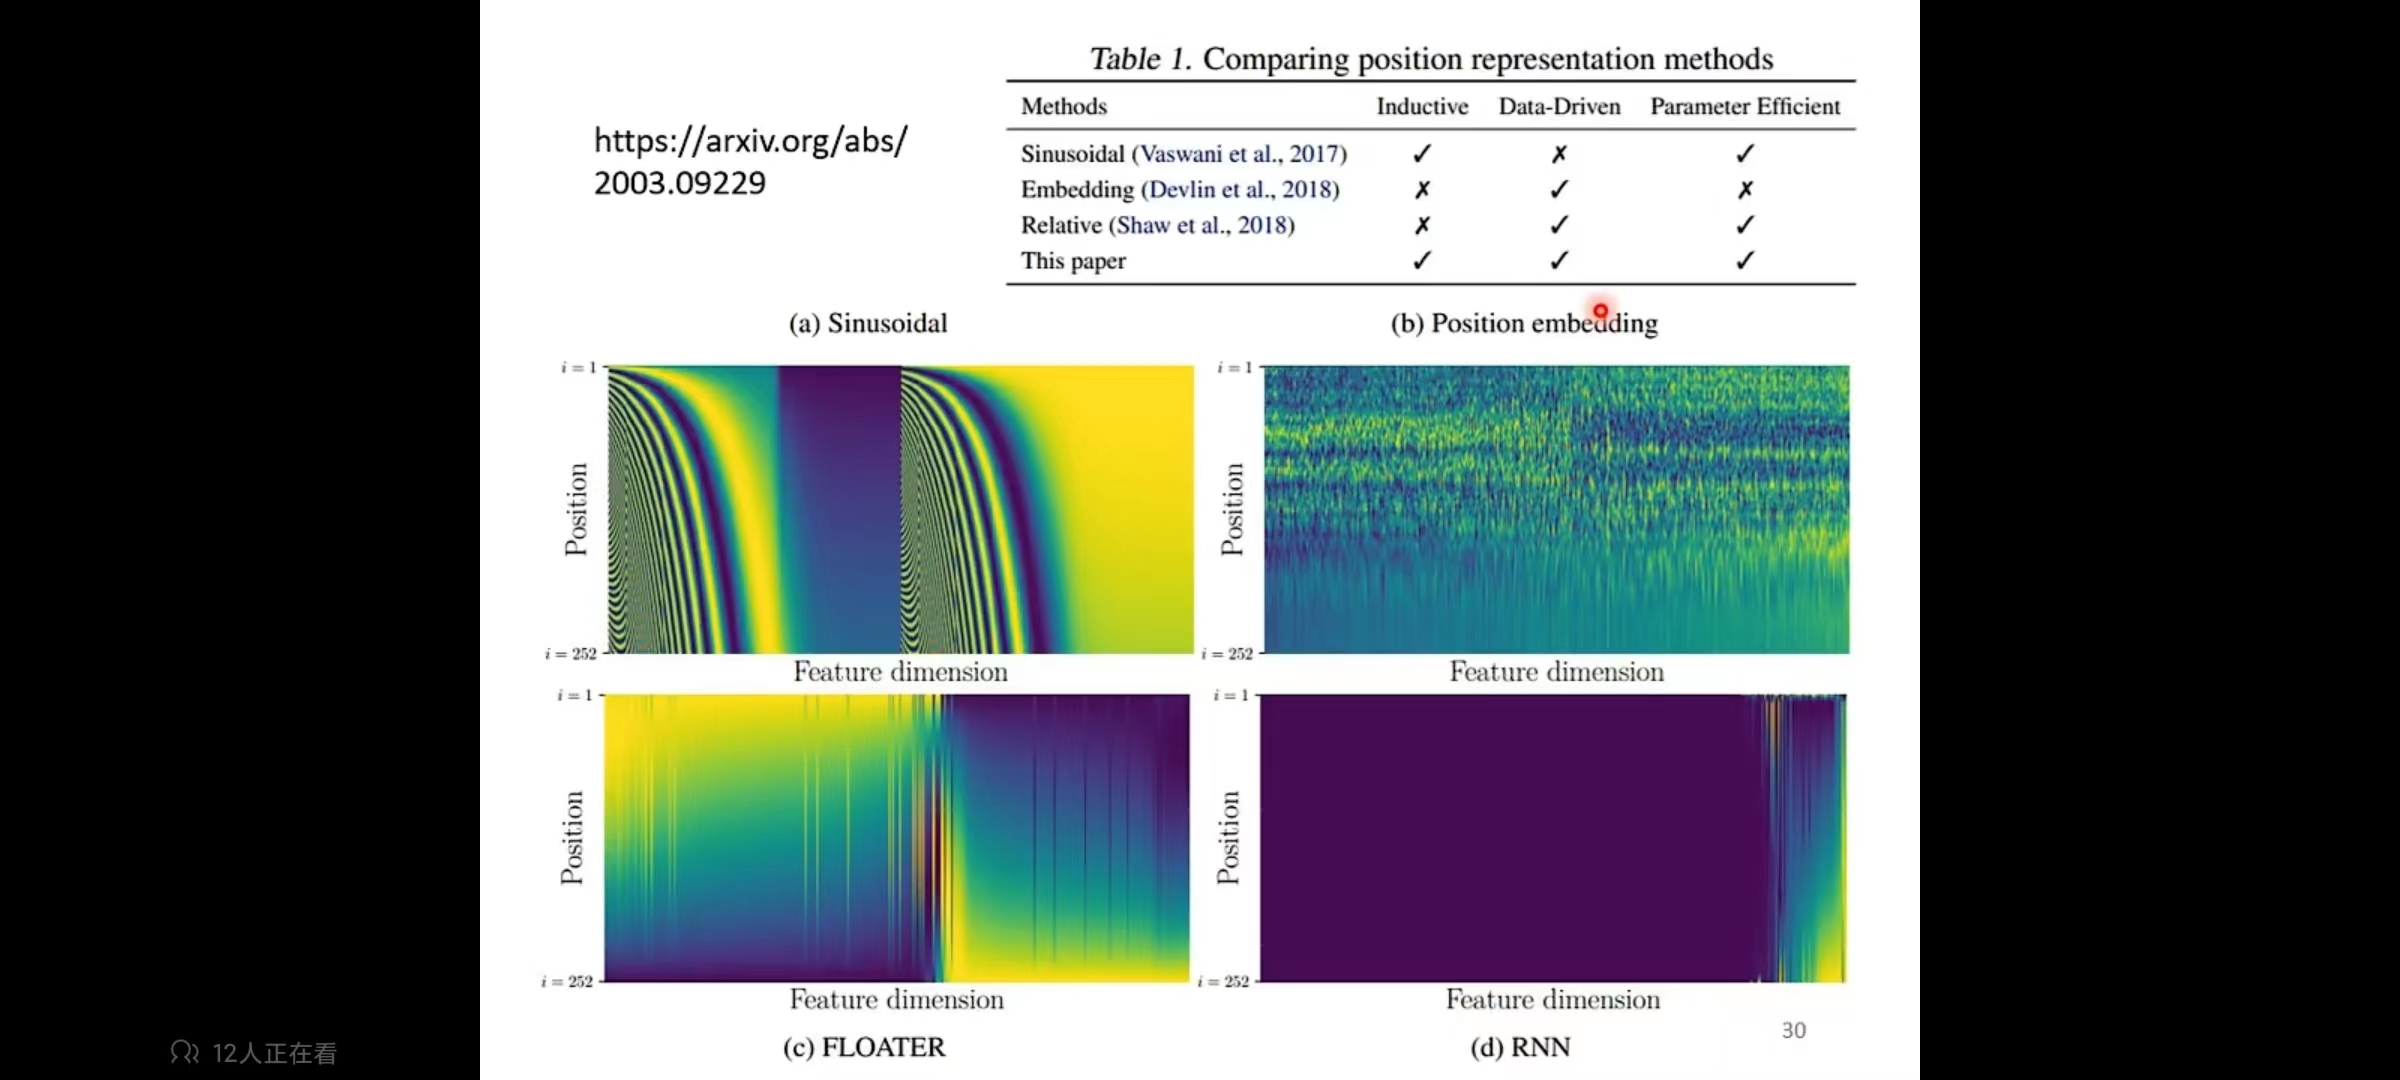 Table 1. Comparing position representation methods
Methods Inductive Data-Driven Parameter Efficient
Sinusoidal (Vaswani et al., 2017) ✓ ✗ ✓
Embedding (Devlin et al., 2018) ✗ ✓ ✗
Relative (Shaw et al., 2018) ✗ ✓ ✓
This paper ✓ ✓ ✓
https://arxiv.org/abs/
2003.09229
(a) Sinusoidal
i = 1
Position
i = 252
Feature dimension
(b) Position embedding
i = 1
Position
i = 252
Feature dimension
i = 1
Position
i = 252
Feature dimension
(c) FLOATER
i = 1
Position
i = 252
Feature dimension
(d) RNN
30
12人正在看